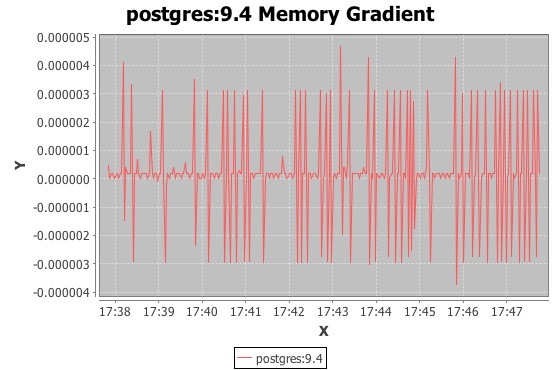 postgres:9.4 Memory Gradient
0.000005
0.000004
0.000003
0.000002
0.000001
0.000000
-0.000001
-0.000002
-0.000003
-0.000004
Y
17:38 17:39 17:40 17:41 17:42 17:43 17:44 17:45 17:46 17:47
X
postgres:9.4